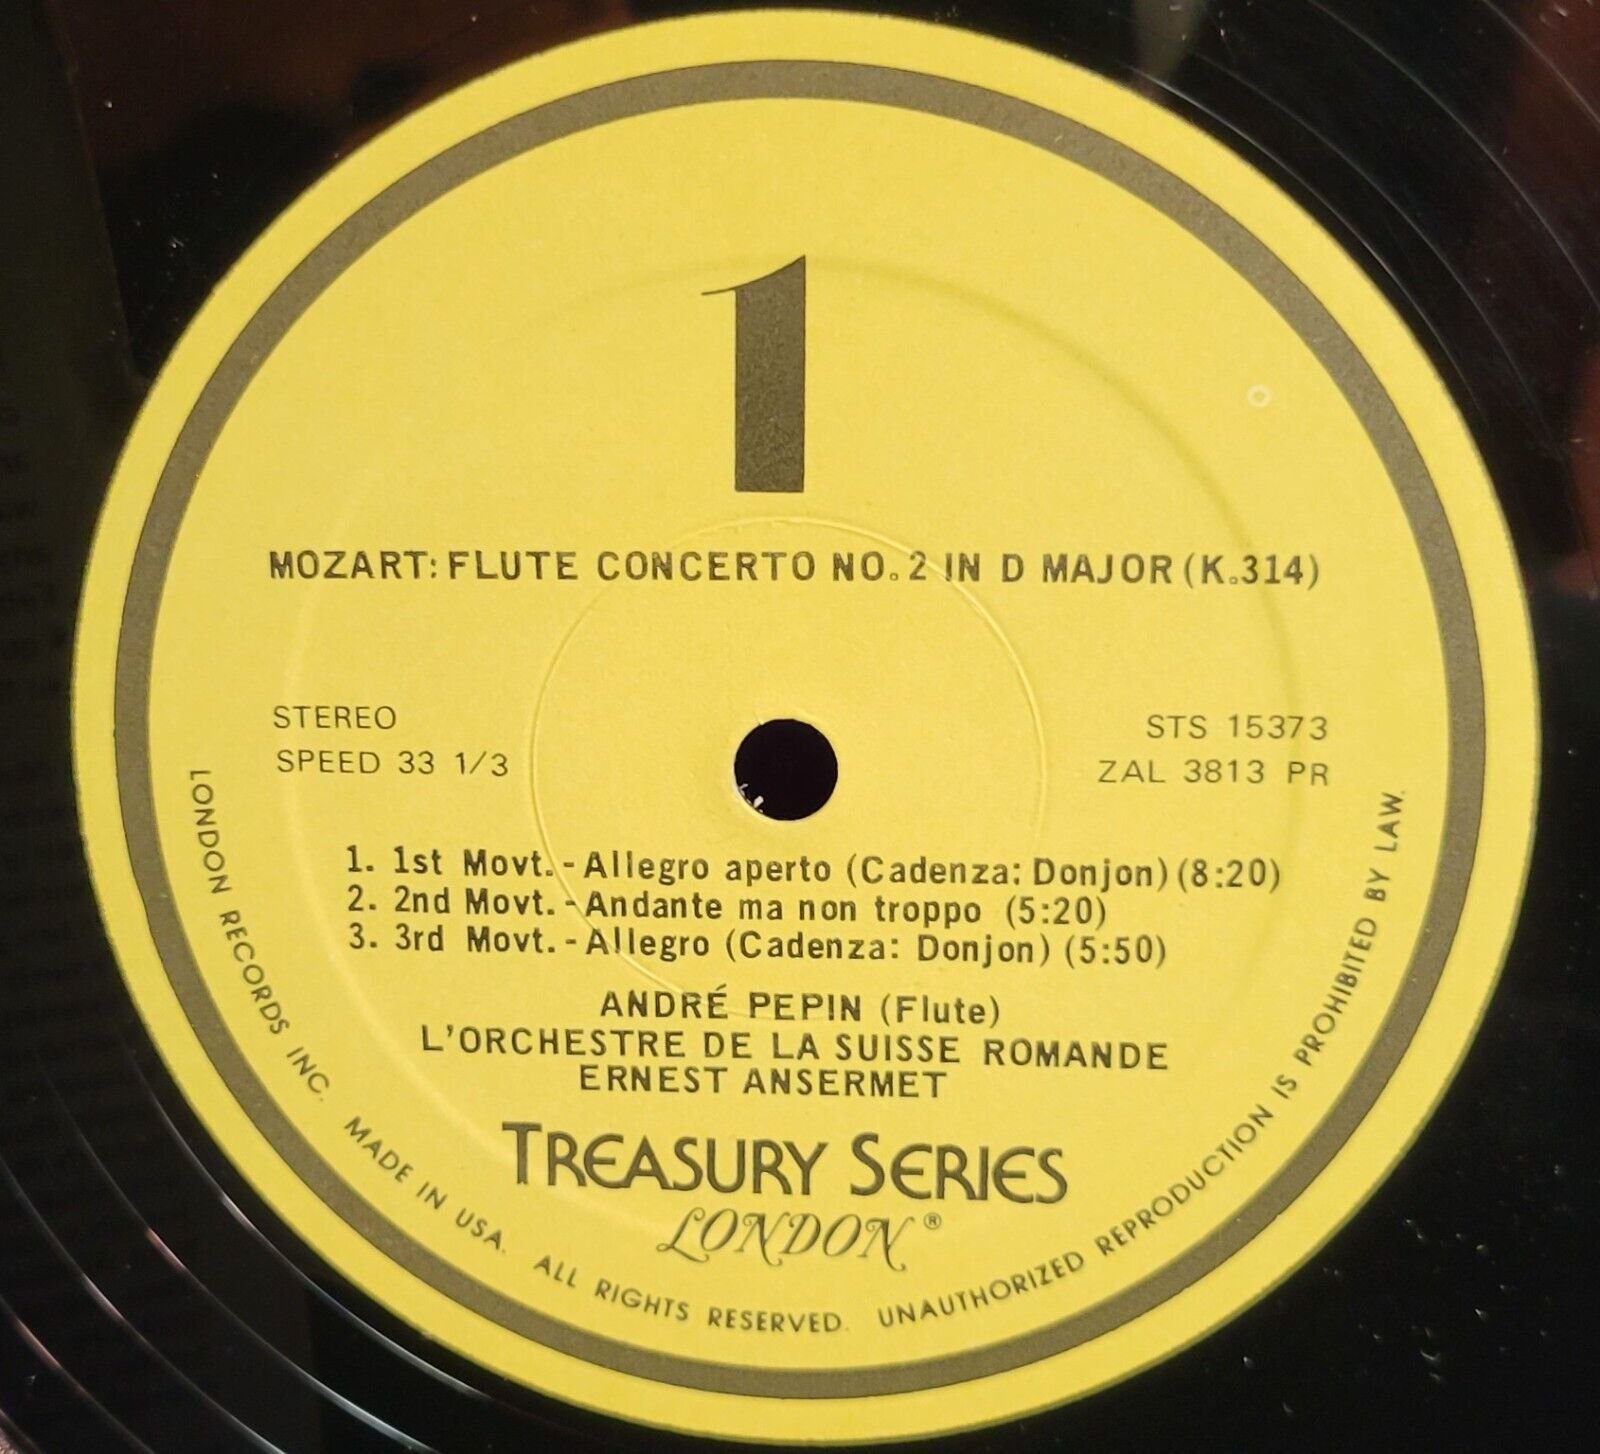 1
MOZART: FLUTE CONCERTO NO. 2 IN D MAJOR (K.314)
STEREO
SPEED 33 1/3
STS 15373
ZAL 3813 PR
1. 1st Movt. - Allegro aperto (Cadenza: Donjon) (8:20)
2. 2nd Movt. - Andante ma non troppo (5:20)
3. 3rd Movt. - Allegro (Cadenza: Donjon) (5:50)
ANDRÉ PEPIN (Flute)
L'ORCHESTRE DE LA SUISSE ROMANDE
ERNEST ANSERMET
TREASURY SERIES
LONDON®
LONDON RECORDS INC. MADE IN USA. ALL RIGHTS RESERVED. UNAUTHORIZED REPRODUCTION IS PROHIBITED BY LAW.